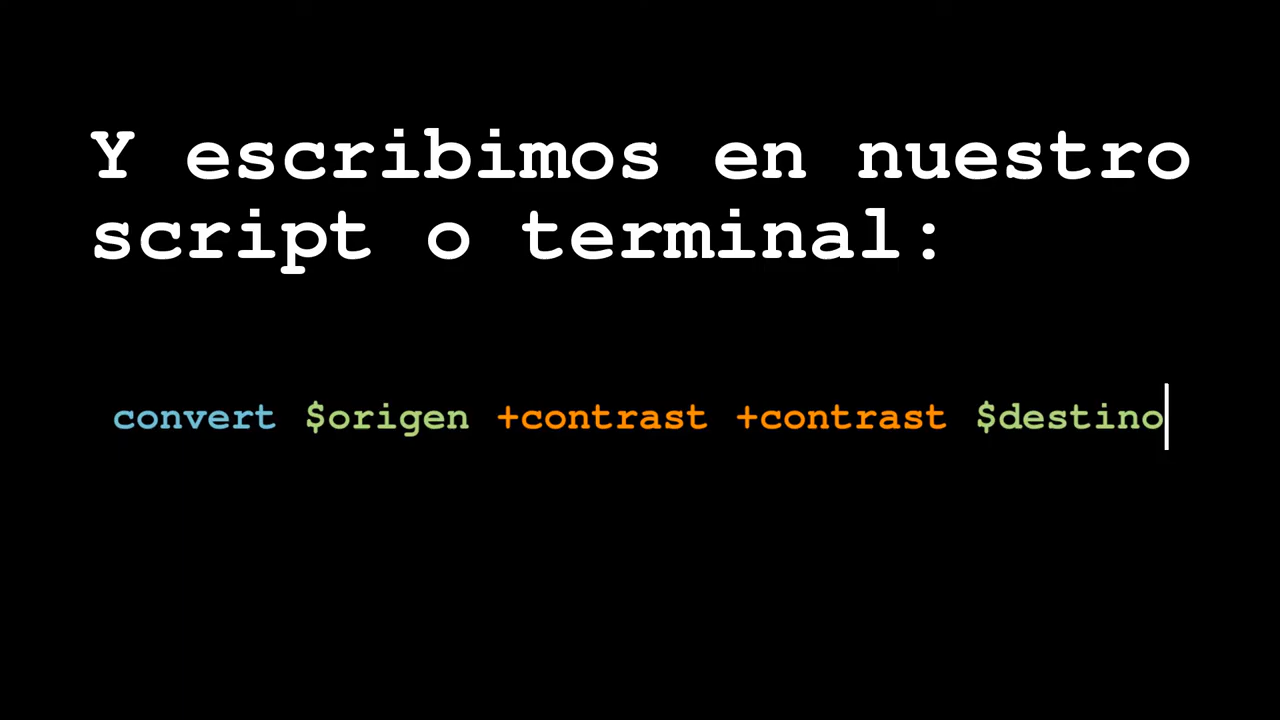 Y escribimos en nuestro
script o terminal:
convert $origen +contrast +contrast $destino